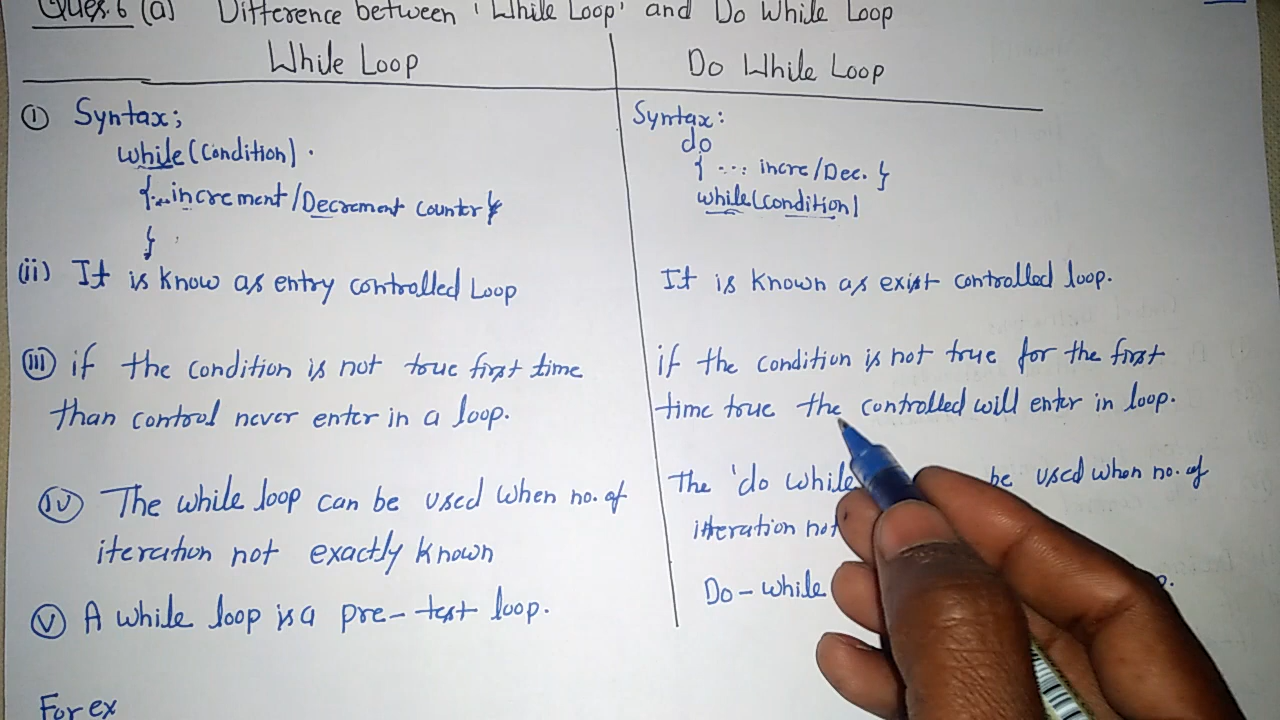 Ques. 6 (a) Difference between 'While Loop' and Do While Loop
While Loop
Do While Loop
(i) Syntax;
while(Condition).
{...increment/Decrement counter}
}
(ii) It is know as entry controlled Loop
(iii) if the condition is not true first time
than control never enter in a loop.
(iv) The while loop can be used when no. of
iteration not exactly known
(v) A while loop is a pre-test loop.
For ex
Syntax:
do
{ ... incre/Dec. }
while(condition)
It is known as exist controlled loop.
if the condition is not true for the first
time true the controlled will enter in loop.
The 'do while be used when no. of
itteration not
Do-while